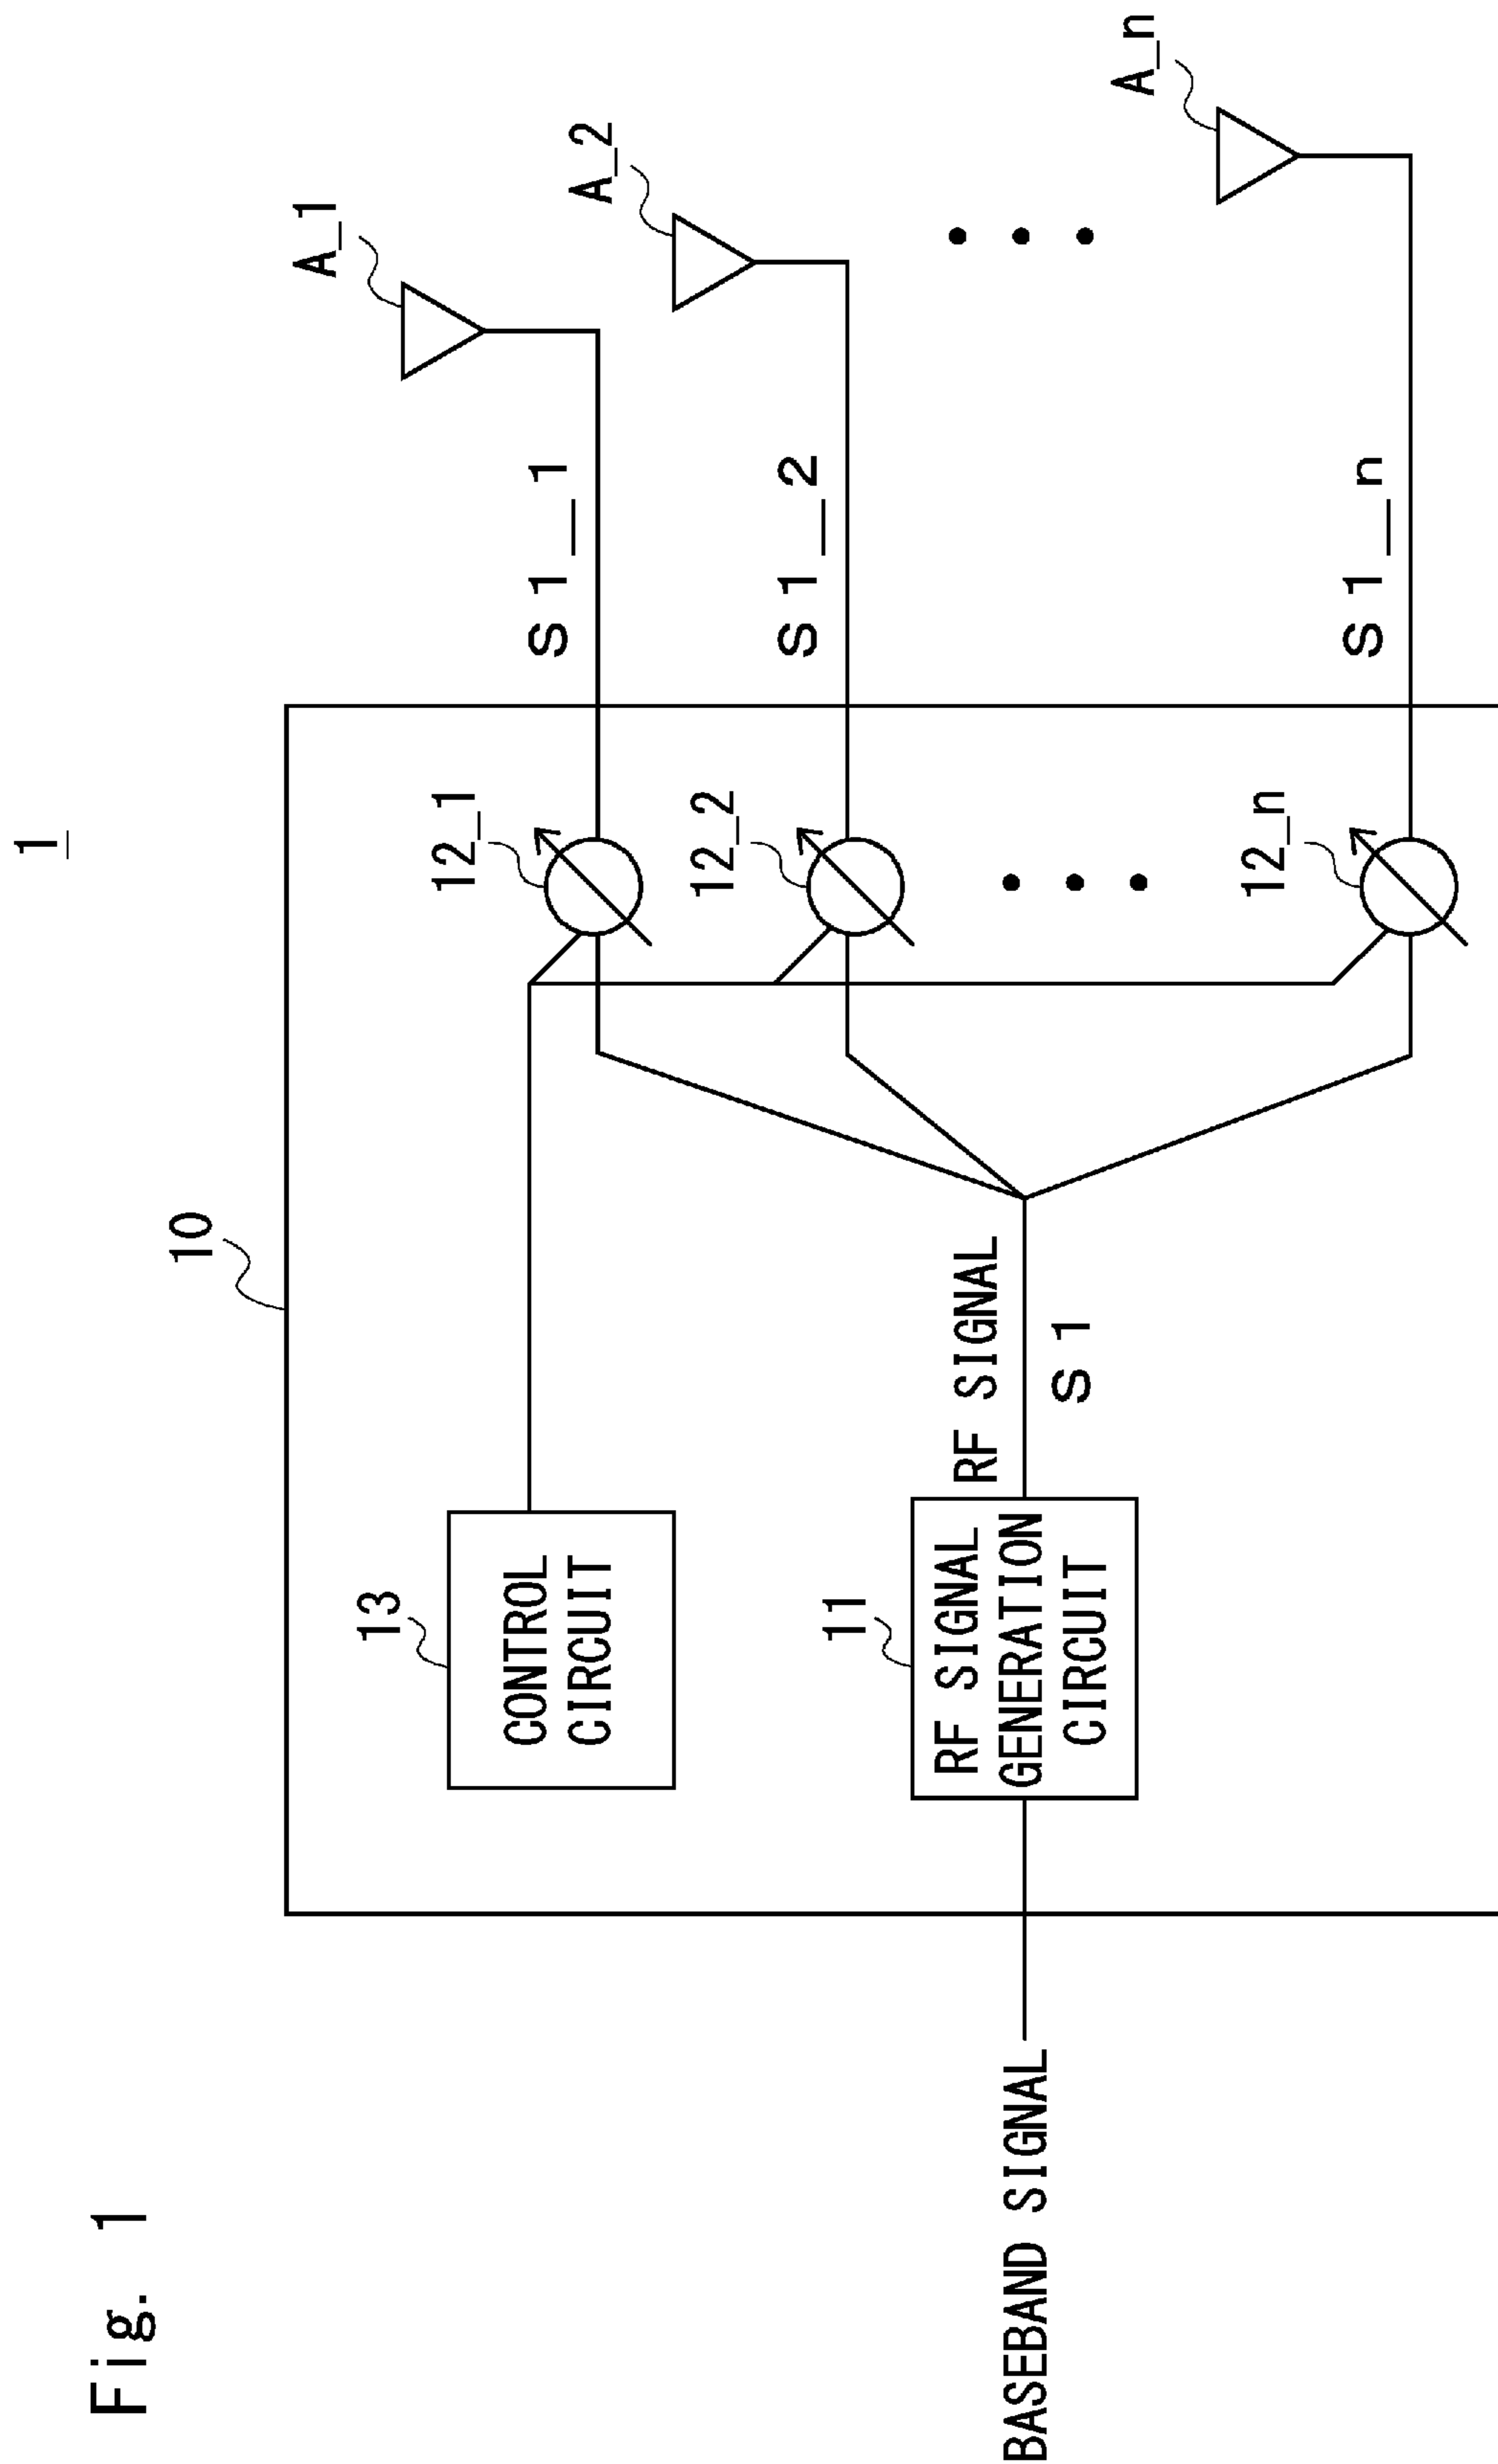 Fig. 1
1
10
13
CONTROL
CIRCUIT
12_1
S1_1
A_1
12_2
S1_2
A_2
11
RF SIGNAL
GENERATION
CIRCUIT
BASEBAND SIGNAL
RF SIGNAL
S1
12_n
S1_n
A_n